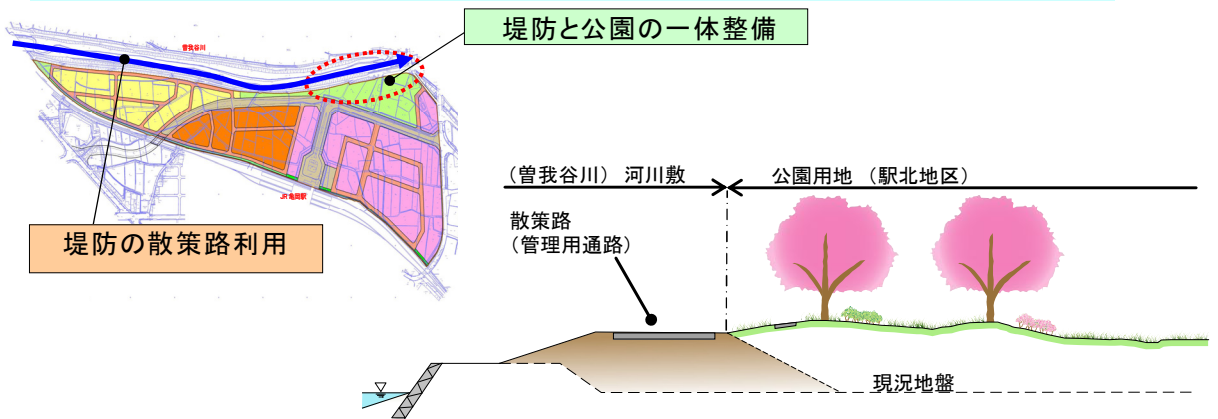 堤防と公園の一体整備
曽我谷川
JR亀岡駅
堤防の散策路利用
(曽我谷川) 河川敷
公園用地 (駅北地区)
散策路
(管理用通路)
現況地盤